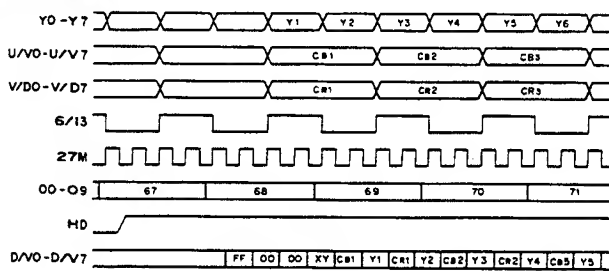 Y0-Y7 Y1 Y2 Y3 Y4 Y5 Y6
U/V0-U/V7 CB1 CB2 CB3
V/D0-V/D7 CR1 CR2 CR3
6/13
27M
00-09 67 68 69 70 71
HD
D/V0-D/V7 FF 00 00 XY CB1 Y1 CR1 Y2 CB2 Y3 CR2 Y4 CB5 Y5